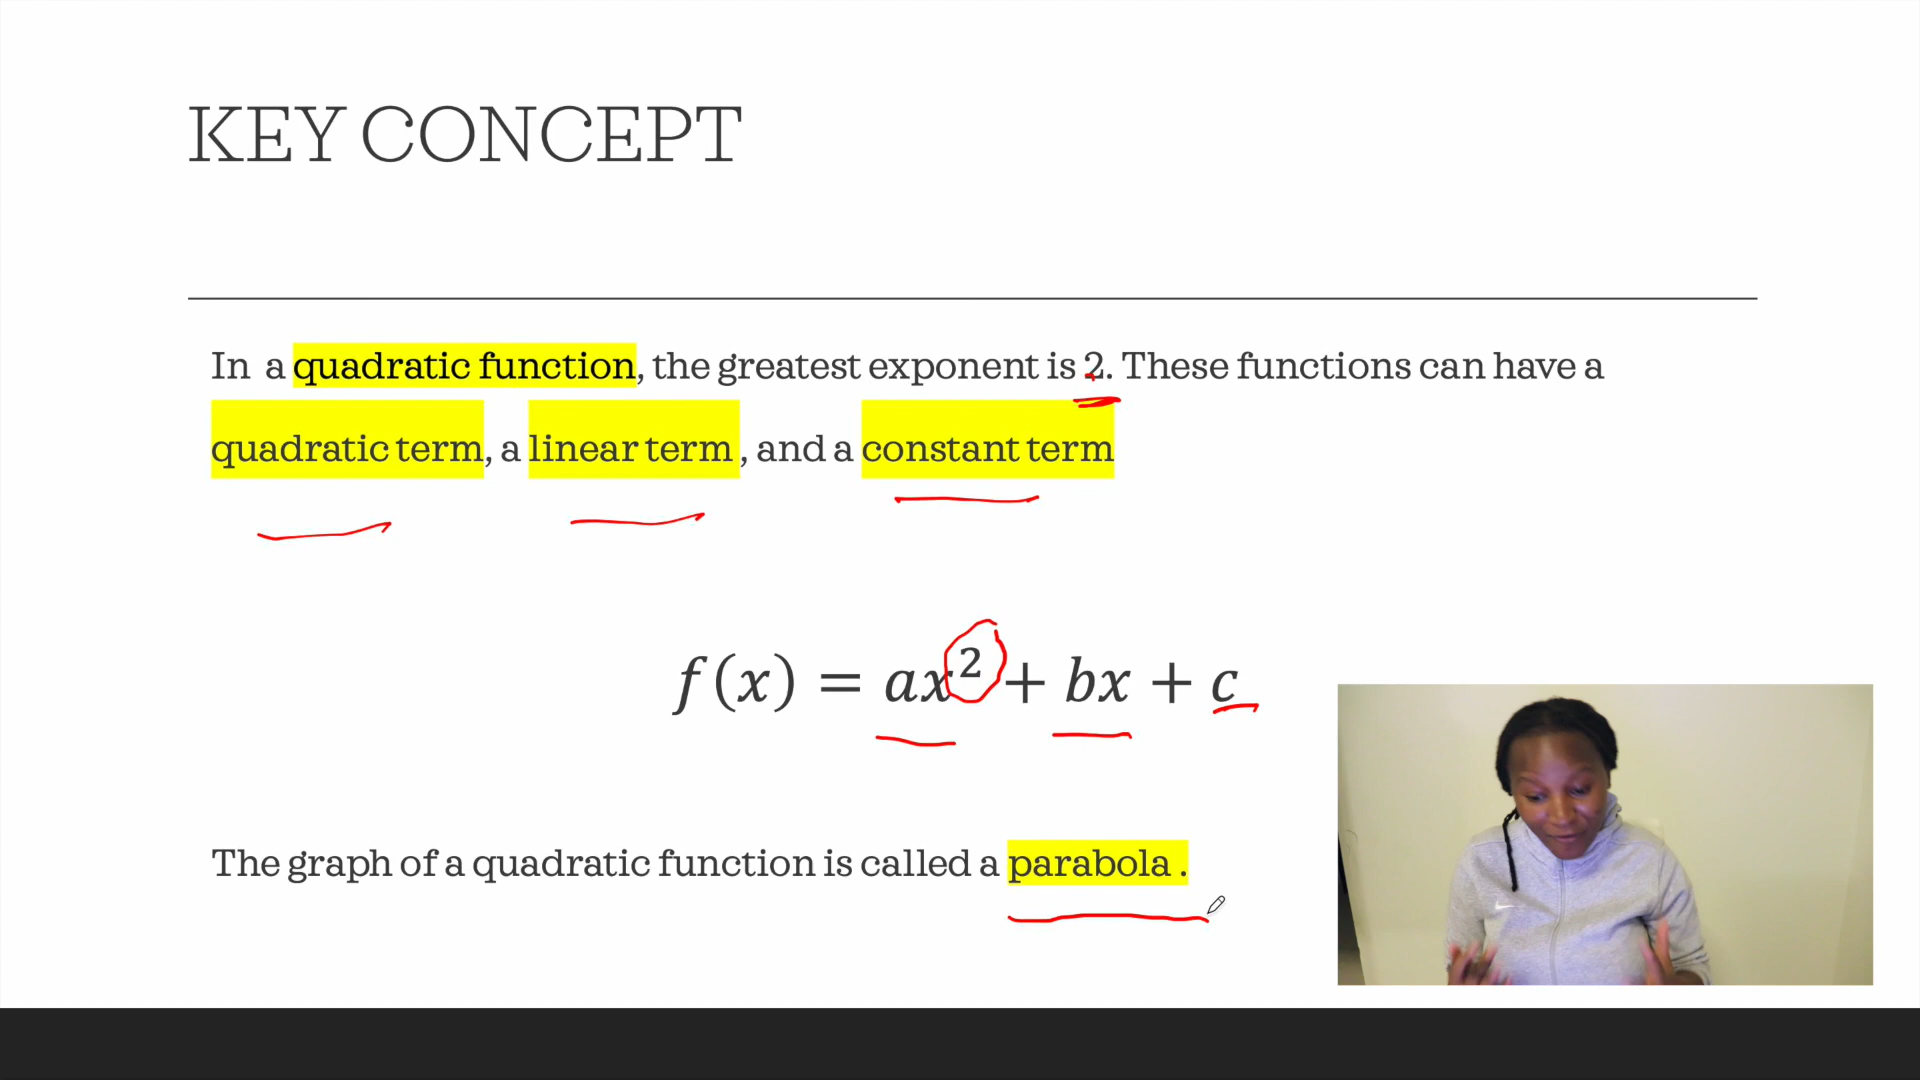 KEY CONCEPT
In a quadratic function, the greatest exponent is 2. These functions can have a
quadratic term, a linear term , and a constant term
f(x) = ax² + bx + c
The graph of a quadratic function is called a parabola .